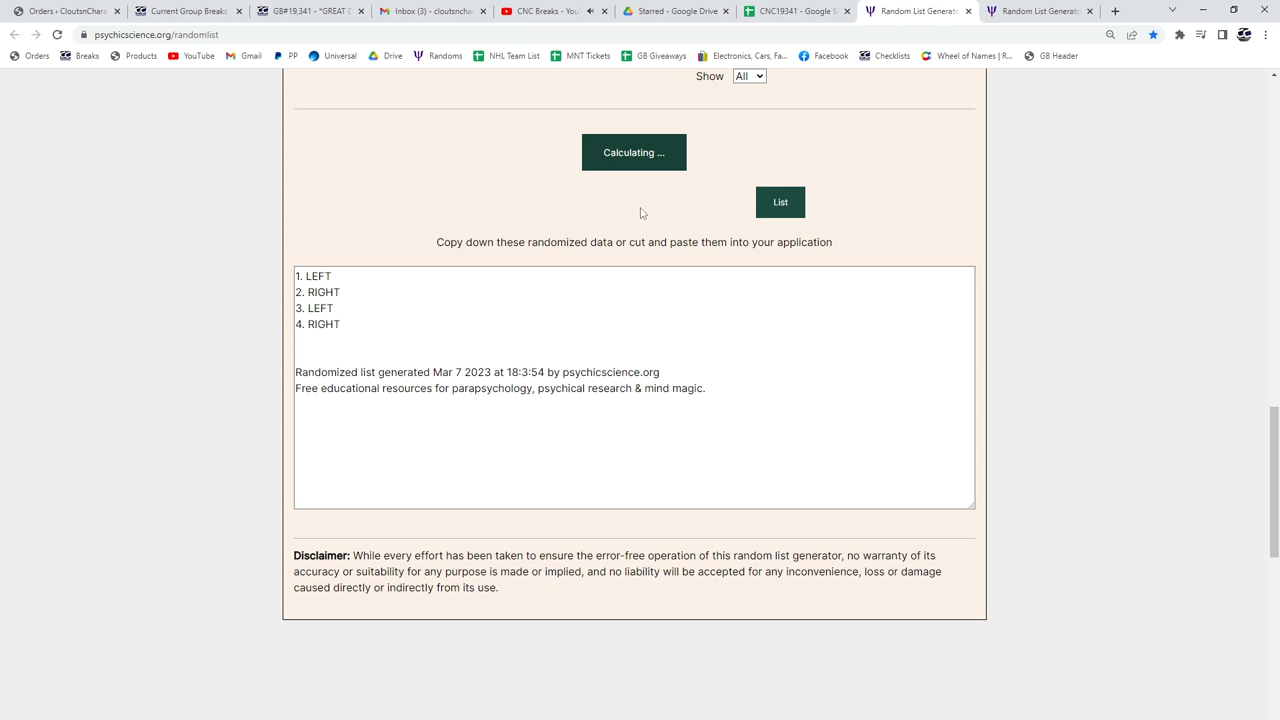 Orders ‹ CloutsnChara
Current Group Breaks
GB#19,341 - *GREAT D
Inbox (3) - cloutsnchar
CNC Breaks - You
Starred - Google Drive
CNC19341 - Google S
Random List Generator
Random List Generator
psychicscience.org/randomlist
Orders
Breaks
Products
YouTube
Gmail
PP
Universal
Drive
Randoms
NHL Team List
MNT Tickets
GB Giveaways
Electronics, Cars, Fa...
Facebook
Checklists
Wheel of Names | R...
GB Header
Show All
Calculating ...
List
Copy down these randomized data or cut and paste them into your application
1. LEFT
2. RIGHT
3. LEFT
4. RIGHT
Randomized list generated Mar 7 2023 at 18:3:54 by psychicscience.org
Free educational resources for parapsychology, psychical research & mind magic.
Disclaimer: While every effort has been taken to ensure the error-free operation of this random list generator, no warranty of its
accuracy or suitability for any purpose is made or implied, and no liability will be accepted for any inconvenience, loss or damage
caused directly or indirectly from its use.